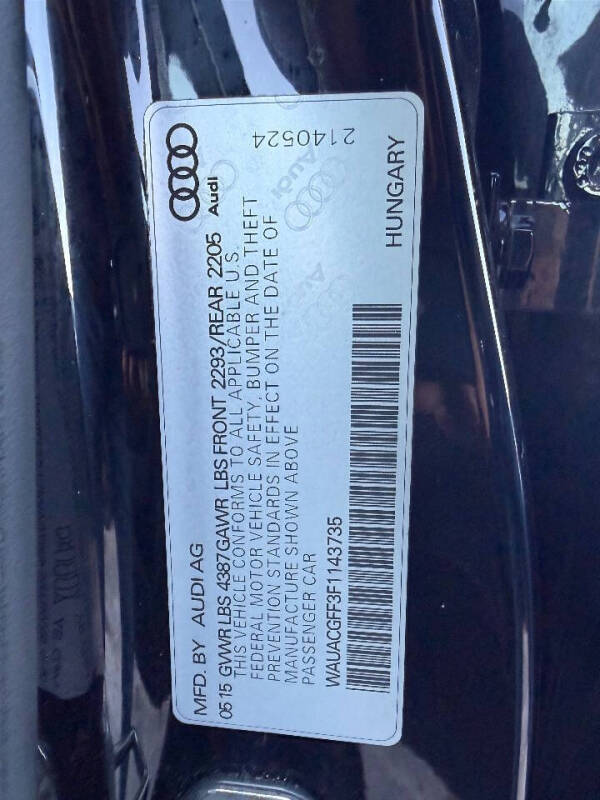 MFD. BY AUDI AG
0515 GVWR LBS 4387 GAWR LBS FRONT 2293/REAR 2205
THIS VEHICLE CONFORMS TO ALL APPLICABLE U.S.
FEDERAL MOTOR VEHICLE SAFETY, BUMPER AND THEFT
PREVENTION STANDARDS IN EFFECT ON THE DATE OF
MANUFACTURE SHOWN ABOVE
PASSENGER CAR
WAUACGFF3F1143735
Audi
2140524
HUNGARY
Audi